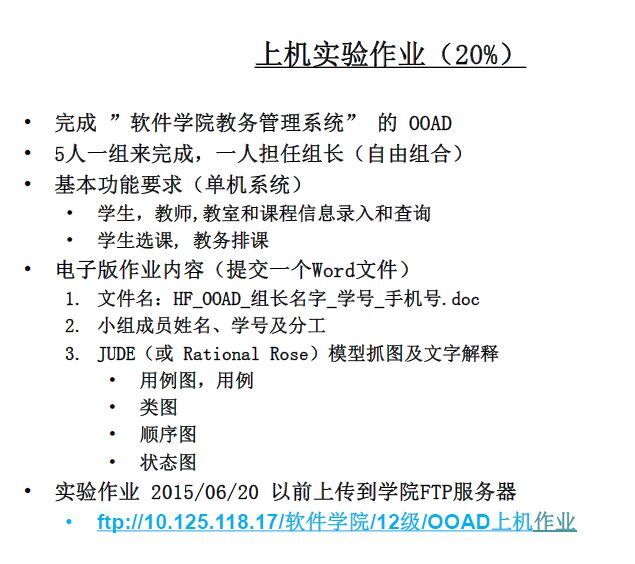 上机实验作业（20%）
• 完成 ”软件学院教务管理系统” 的 OOAD
• 5人一组来完成，一人担任组长（自由组合）
• 基本功能要求（单机系统）
• 学生，教师,教室和课程信息录入和查询
• 学生选课, 教务排课
• 电子版作业内容（提交一个Word文件）
1. 文件名：HF_OOAD_组长名字_学号_手机号.doc
2. 小组成员姓名、学号及分工
3. JUDE（或 Rational Rose）模型抓图及文字解释
• 用例图，用例
• 类图
• 顺序图
• 状态图
• 实验作业 2015/06/20 以前上传到学院FTP服务器
• ftp://10.125.118.17/软件学院/12级/OOAD上机作业